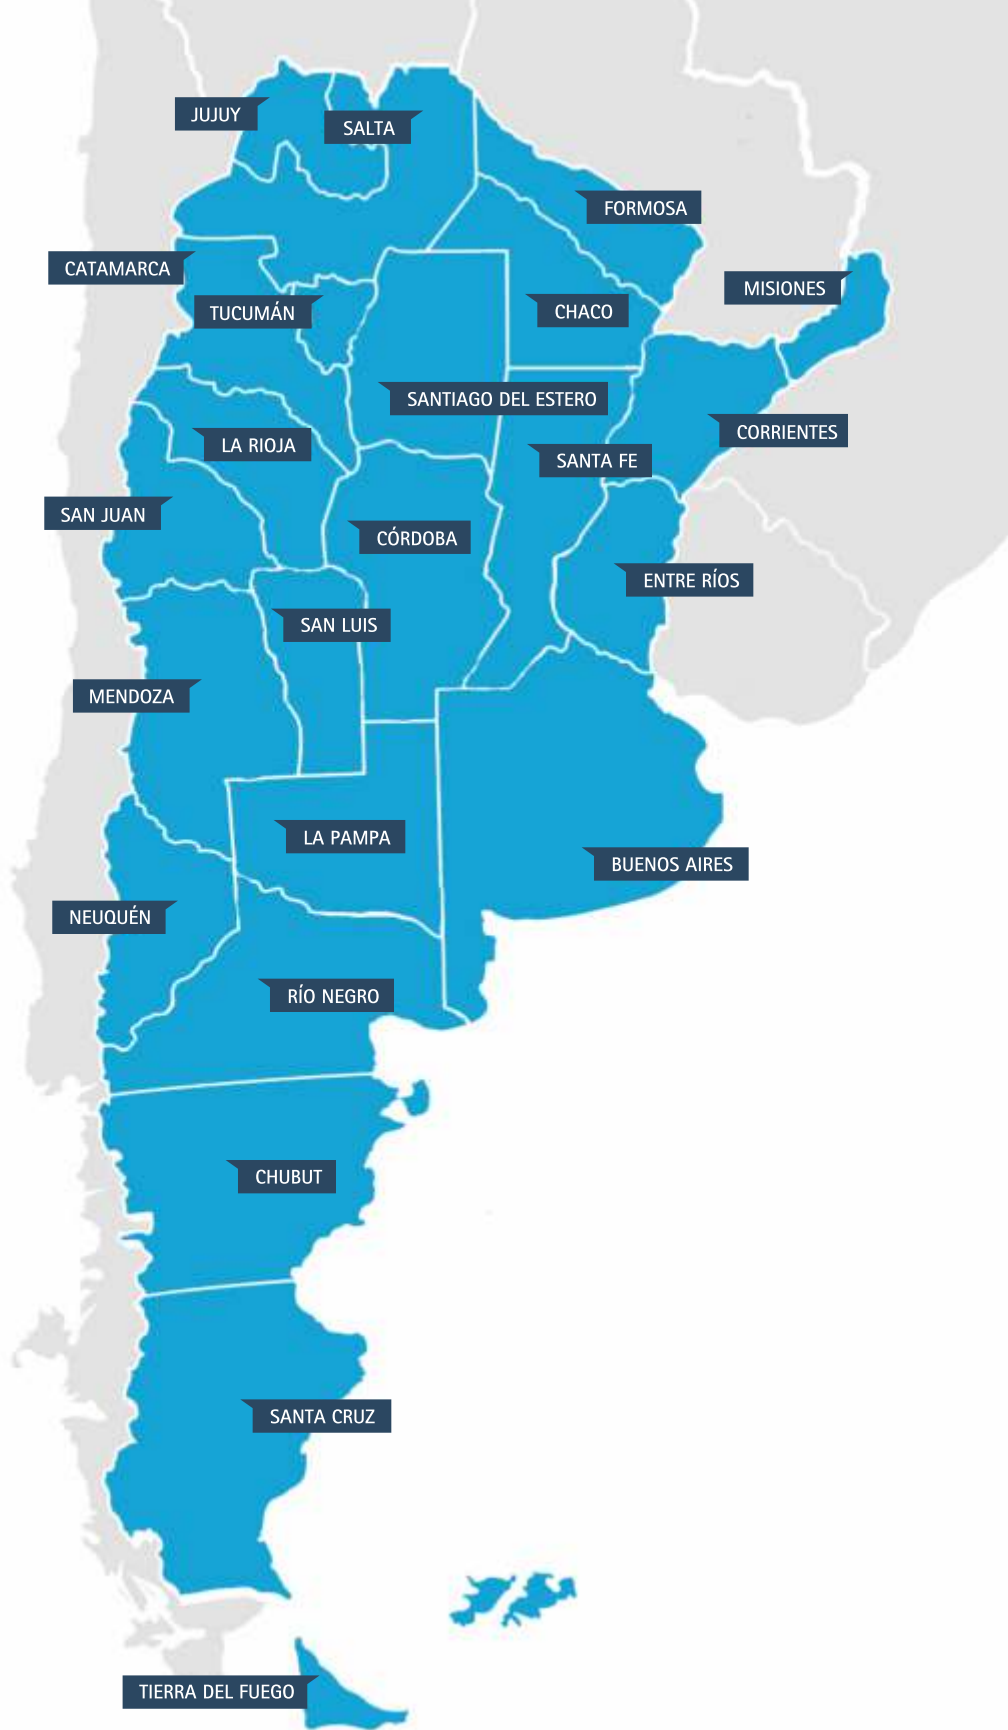 JUJUY
SALTA
FORMOSA
CATAMARCA
MISIONES
TUCUMÁN
CHACO
SANTIAGO DEL ESTERO
CORRIENTES
LA RIOJA
SANTA FE
SAN JUAN
CÓRDOBA
ENTRE RÍOS
SAN LUIS
MENDOZA
LA PAMPA
BUENOS AIRES
NEUQUÉN
RÍO NEGRO
CHUBUT
SANTA CRUZ
TIERRA DEL FUEGO